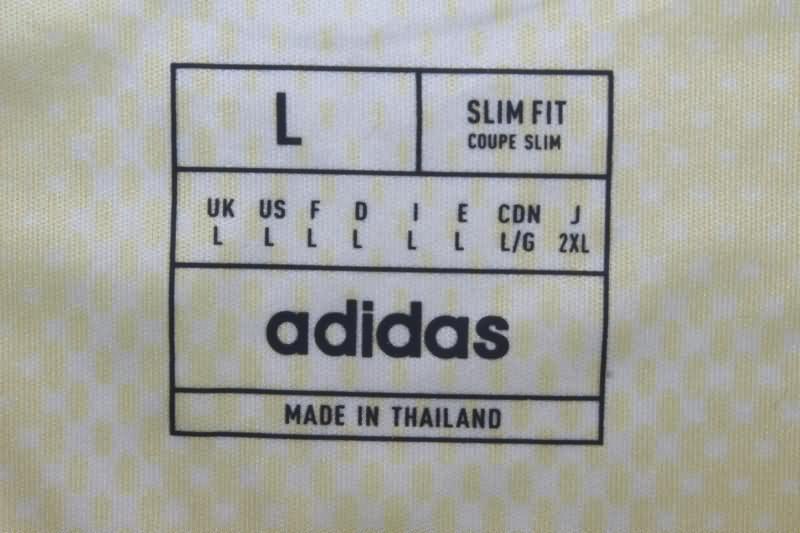 L
SLIM FIT
COUPE SLIM
UK US F D I E CDN J
L L L L L L L/G 2XL
adidas
MADE IN THAILAND